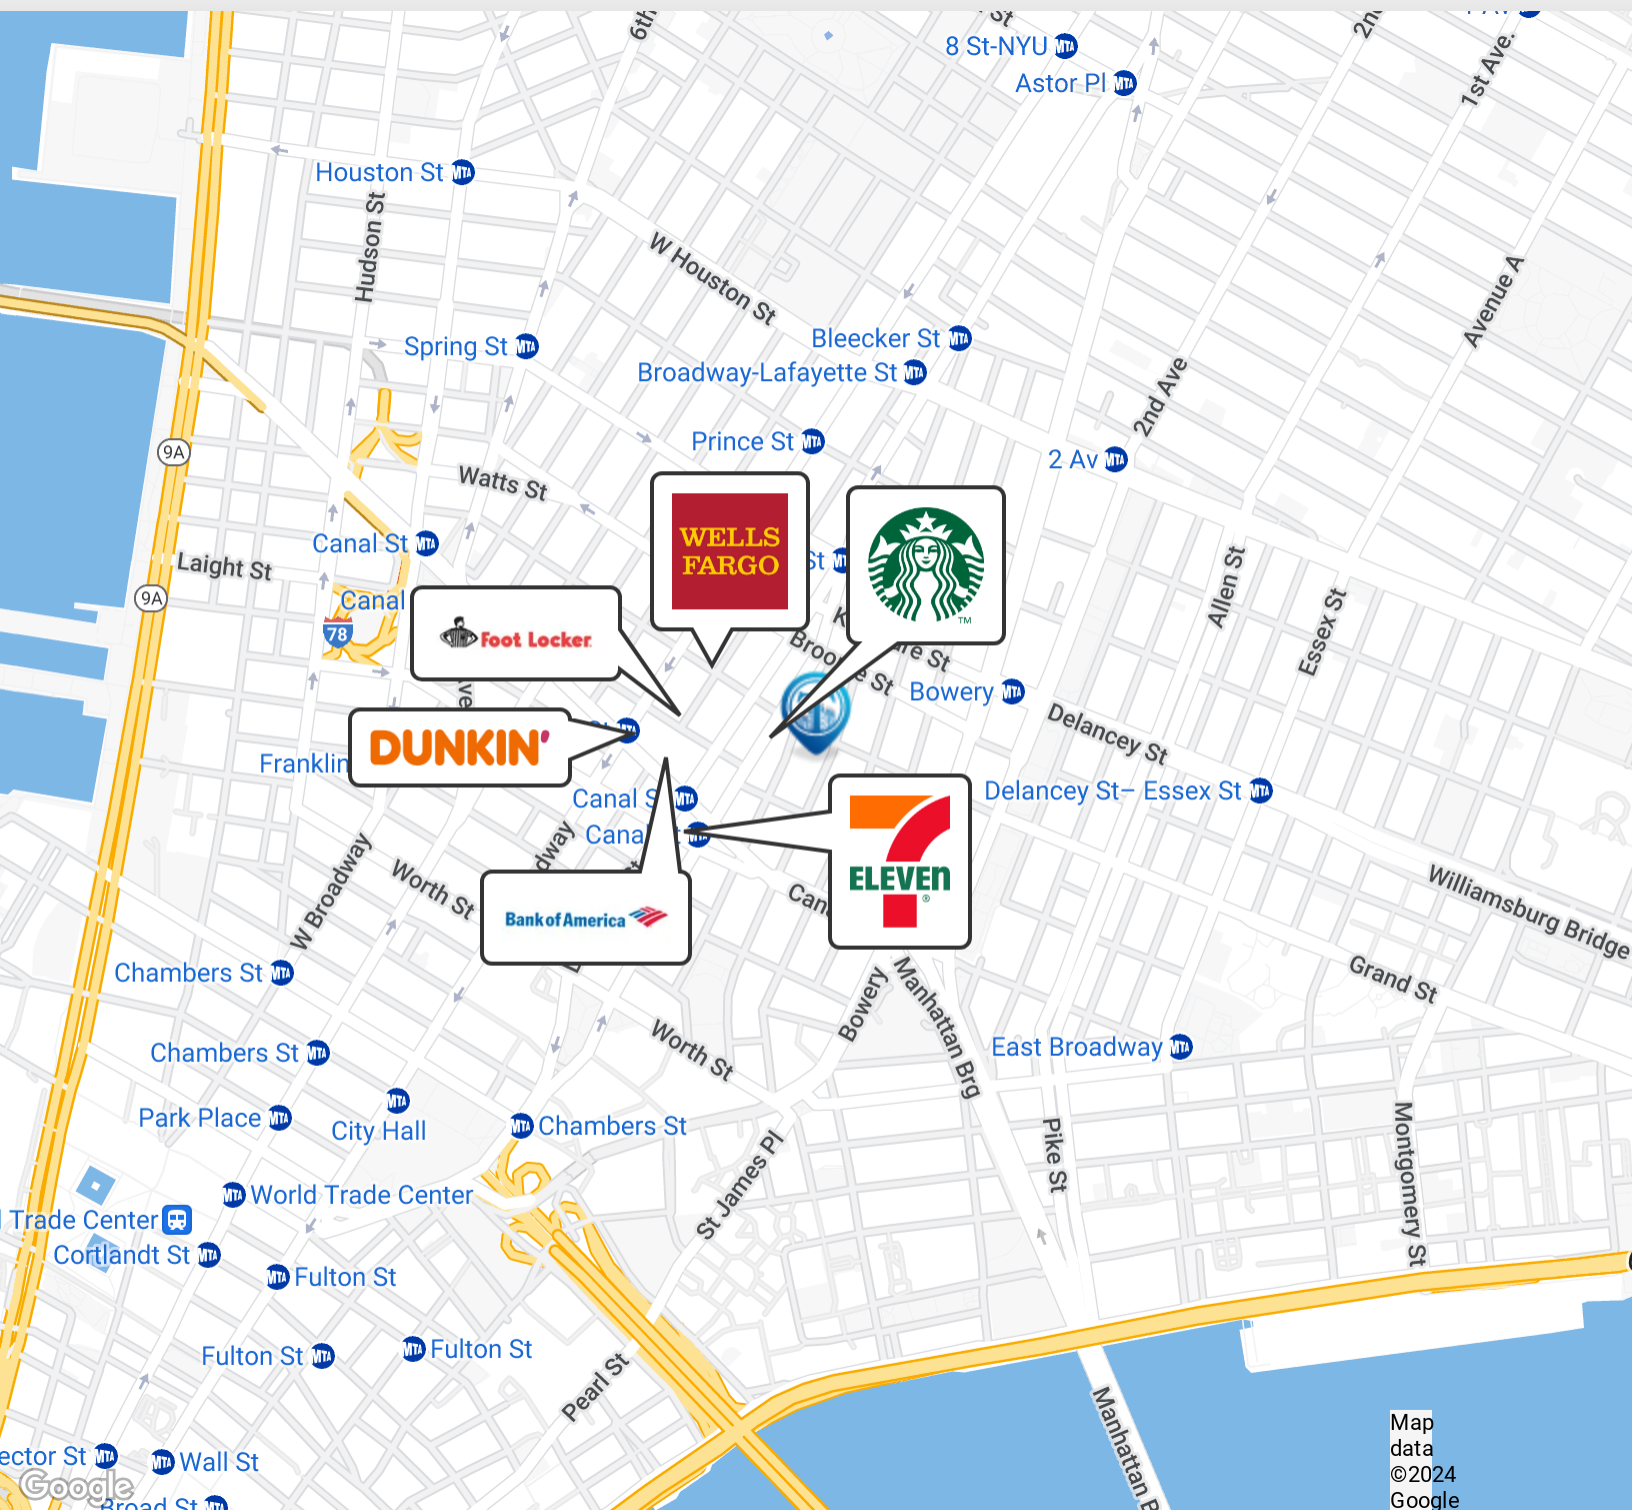 8 St-NYU
Astor Pl
1st Ave.
Houston St
Hudson St
W Houston St
Avenue A
Spring St
Bleecker St
Broadway-Lafayette St
2nd Ave
Prince St
9A
2 Av
Watts St
WELLS
FARGO
Canal St
Laight St
St
Allen St
9A
Canal
Essex St
78
Foot Locker
TM
Bowery
Delancey St
DUNKIN'
Franklin
Delancey St– Essex St
Canal St
ELEVEn
®
W Broadway
Worth St
Bank of America
Williamsburg Bridge
Chambers St
Grand St
Bowery
Manhattan Brg
Worth St
East Broadway
Chambers St
Park Place
City Hall
Chambers St
Pike St
Montgomery St
St James Pl
World Trade Center
Trade Center
Cortlandt St
Fulton St
Fulton St
Fulton St
Pearl St
Manhattan
Wall St
Broad St
Google
Map
data
©2024
Google